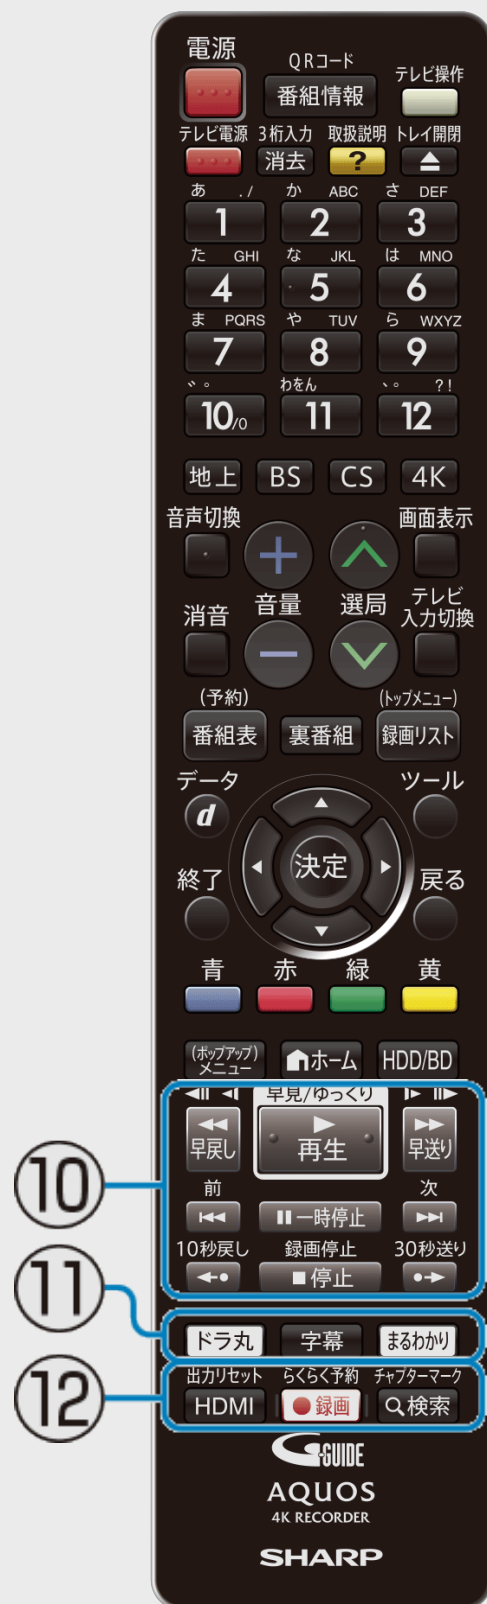 電源
QRコード
テレビ操作
番組情報
テレビ電源 3桁入力 取扱説明 トレイ開閉
消去 ?
あ ./ か ABC さ DEF
1 2 3
た GHI な JKL は MNO
4 5 6
ま PQRS や TUV ら WXYZ
7 8 9
゛゜ わをん 、。 ?!
10/0 11 12
地上 BS CS 4K
音声切換 画面表示
+
消音 音量 選局 テレビ
入力切換
−
(予約) (トップメニュー)
番組表 裏番組 録画リスト
データ ツール
d
決定
終了 戻る
青 赤 緑 黄
(ポップアップ)
メニュー ホーム HDD/BD
早見/ゆっくり
早戻し 再生 早送り
⑩
前 次
一時停止
10秒戻し 録画停止 30秒送り
停止
⑪
ドラ丸 字幕 まるわかり
⑫
出力リセット らくらく予約 チャプターマーク
HDMI 録画 検索
G-GUIDE
AQUOS
4K RECORDER
SHARP